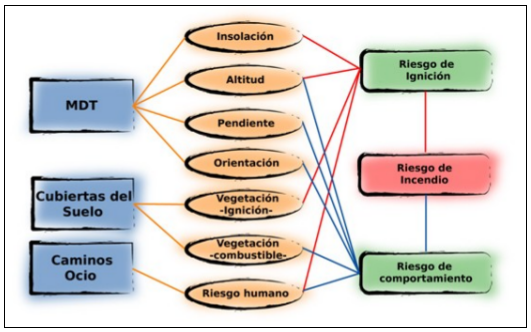 MDT
Cubiertas del
Suelo
Caminos
Ocio
Insolación
Altitud
Pendiente
Orientación
Vegetación
-Ignición-
Vegetación
-combustible-
Riesgo humano
Riesgo de
Ignición
Riesgo de
Incendio
Riesgo de
comportamiento